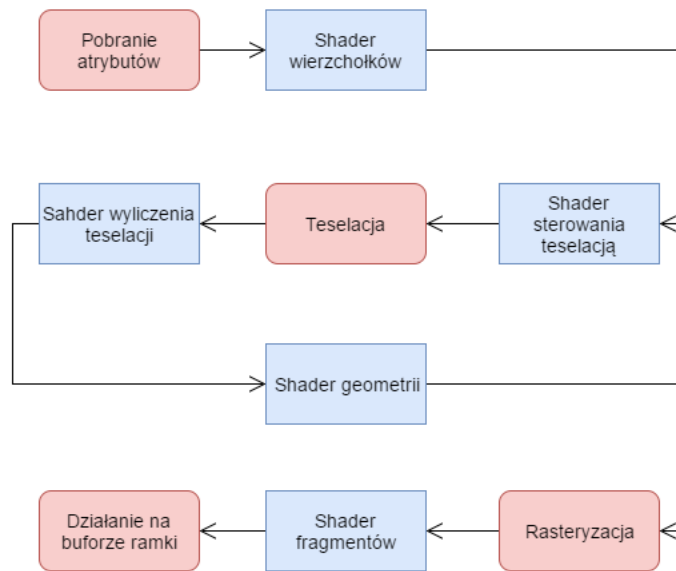 Pobranie
atrybutów
Shader
wierzchołków
Sahder wyliczenia
teselacji
Teselacja
Shader
sterowania
teselacją
Shader geometrii
Działanie na
buforze ramki
Shader
fragmentów
Rasteryzacja